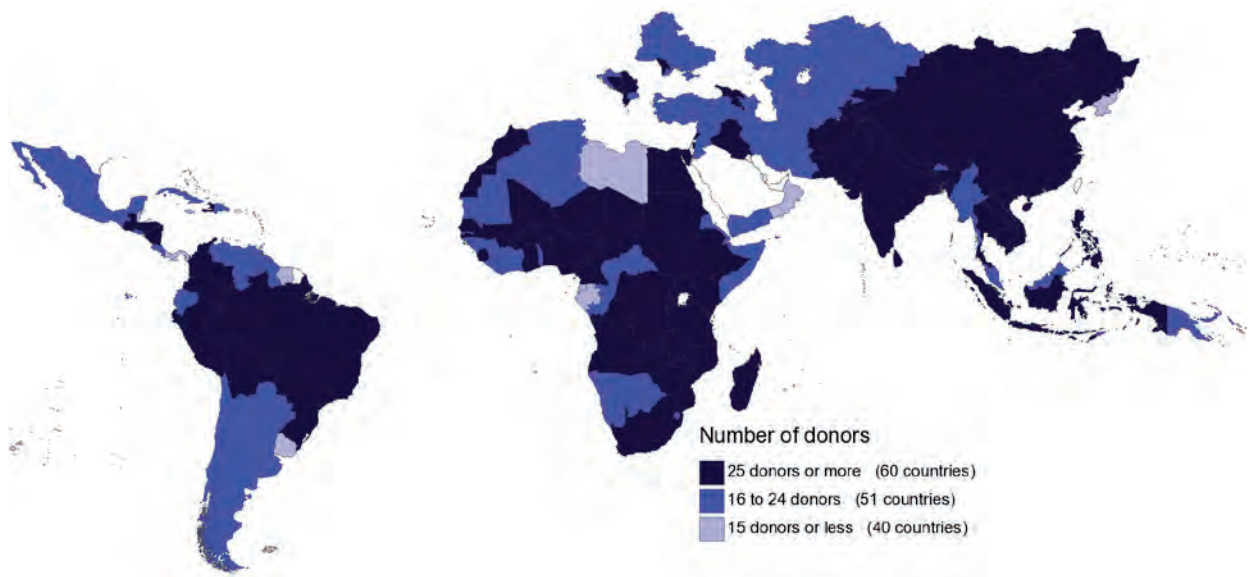 Number of donors
25 donors or more (60 countries)
16 to 24 donors (51 countries)
15 donors or less (40 countries)